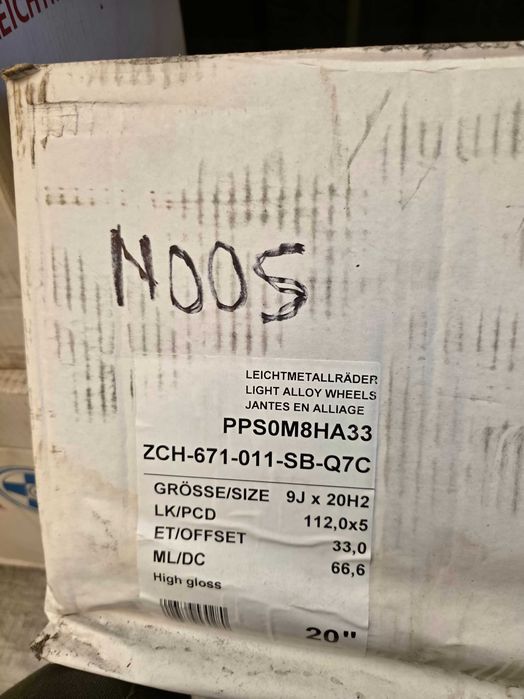 N005
LEICHTMETALLRÄDER
LIGHT ALLOY WHEELS
JANTES EN ALLIAGE
PPS0M8HA33
ZCH-671-011-SB-Q7C
GRÖSSE/SIZE 9J x 20H2
LK/PCD 112,0x5
ET/OFFSET 33,0
ML/DC 66,6
High gloss
20"